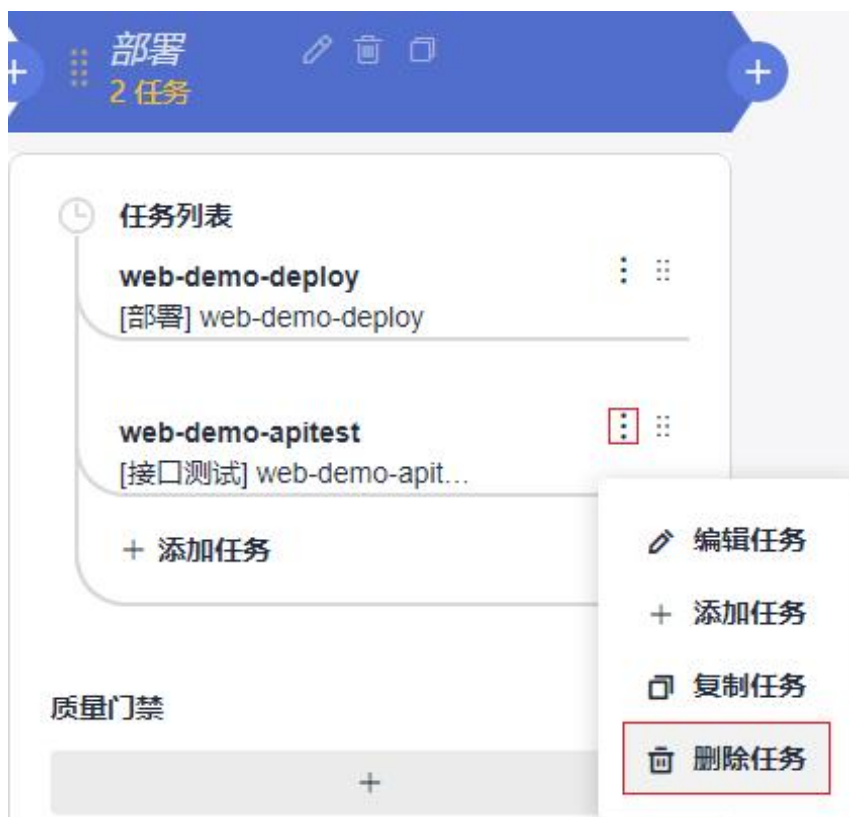 部署
2 任务
任务列表
web-demo-deploy
[部署] web-demo-deploy
web-demo-apitest
[接口测试] web-demo-apit...
+ 添加任务
编辑任务
+ 添加任务
复制任务
删除任务
质量门禁
+